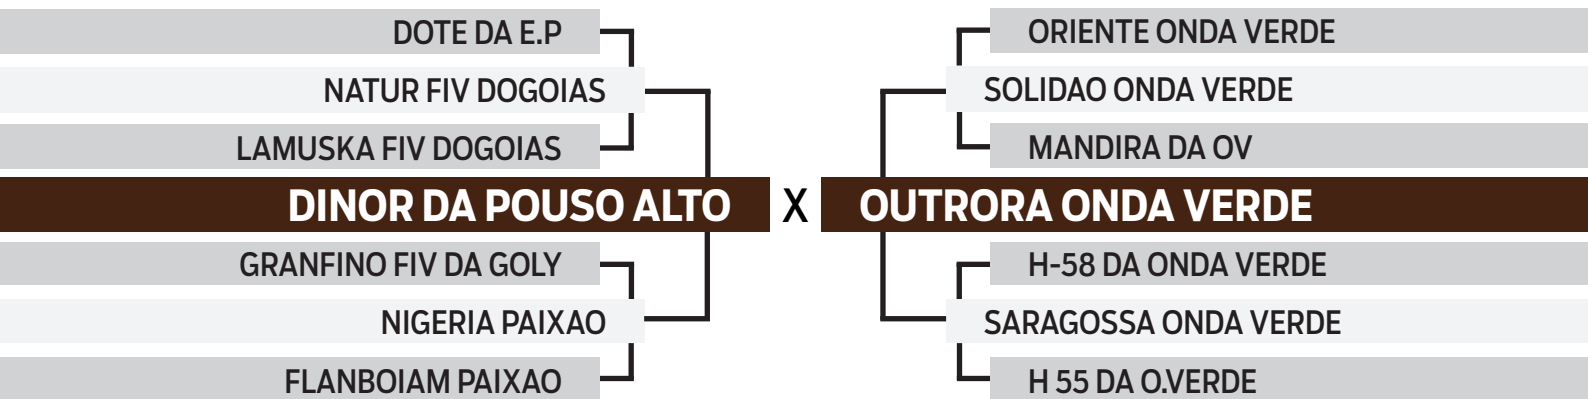 DOTE DA E.P
NATUR FIV DOGOIAS
LAMUSKA FIV DOGOIAS
DINOR DA POUSO ALTO
GRANFINO FIV DA GOLY
NIGERIA PAIXAO
FLANBOIAM PAIXAO
X
ORIENTE ONDA VERDE
SOLIDAO ONDA VERDE
MANDIRA DA OV
OUTRORA ONDA VERDE
H-58 DA ONDA VERDE
SARAGOSSA ONDA VERDE
H 55 DA O.VERDE